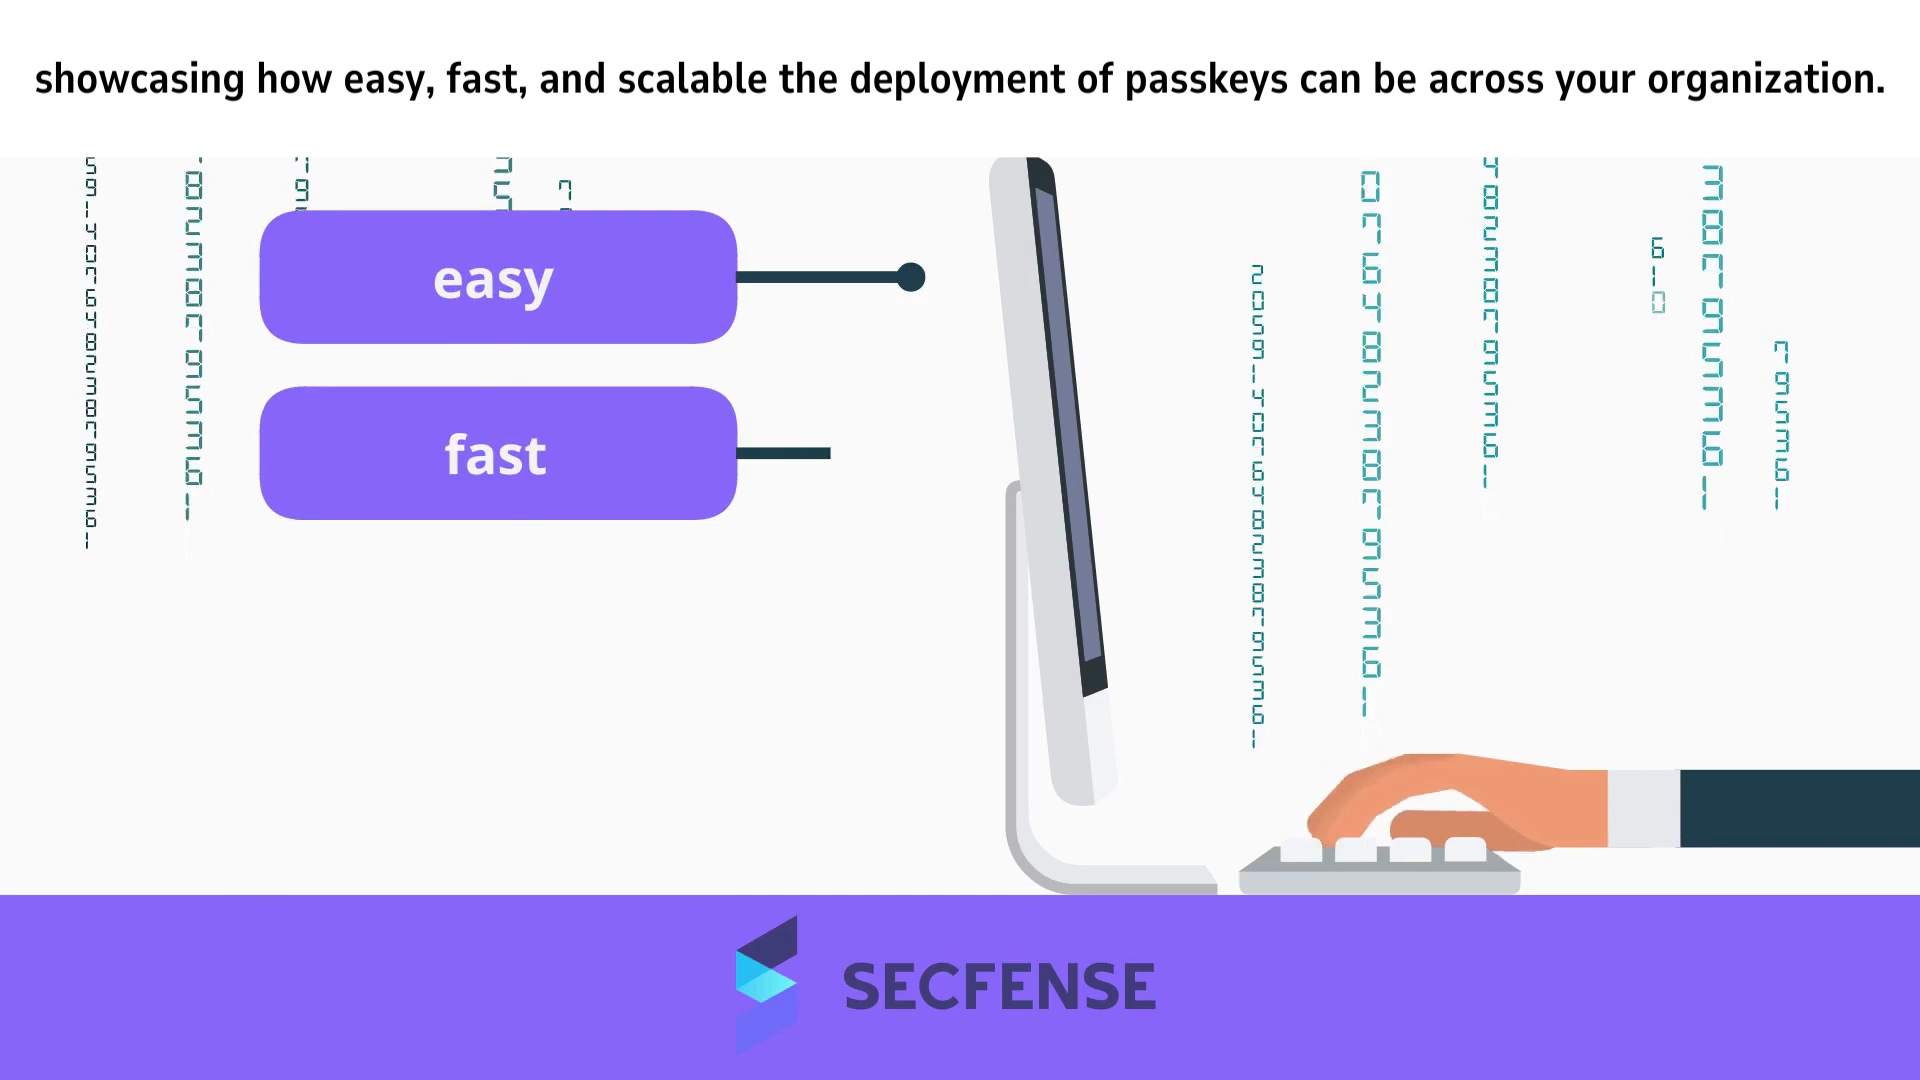 showcasing how easy, fast, and scalable the deployment of passkeys can be across your organization.
easy
fast
SECFENSE